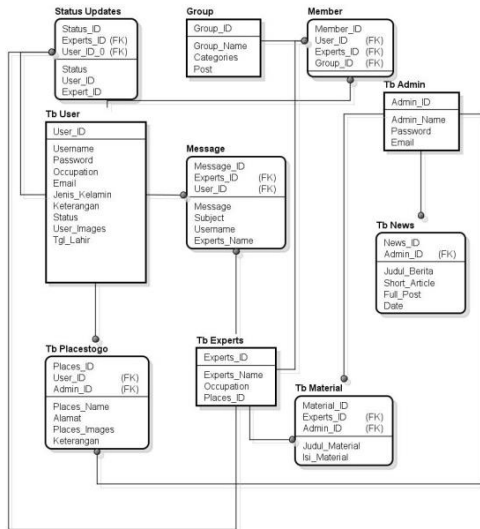 Status Updates
Status_ID
Experts_ID (FK)
User_ID_0 (FK)
Status
User_ID
Expert_ID
Group
Group_ID
Group_Name
Categories
Post
Member
Member_ID
User_ID (FK)
Experts_ID (FK)
Group_ID (FK)
Tb Admin
Admin_ID
Admin_Name
Password
Email
Tb User
User_ID
Username
Password
Occupation
Email
Jenis_Kelamin
Keterangan
Status
User_Images
Tgl_Lahir
Message
Message_ID
Experts_ID (FK)
User_ID (FK)
Message
Subject
Username
Experts_Name
Tb News
News_ID
Admin_ID (FK)
Judul_Berita
Short_Article
Full_Post
Date
Tb Placestogo
Places_ID
User_ID (FK)
Admin_ID (FK)
Places_Name
Alamat
Places_Images
Keterangan
Tb Experts
Experts_ID
Experts_Name
Occupation
Places_ID
Tb Material
Material_ID
Experts_ID (FK)
Admin_ID (FK)
Judul_Material
Isi_Material